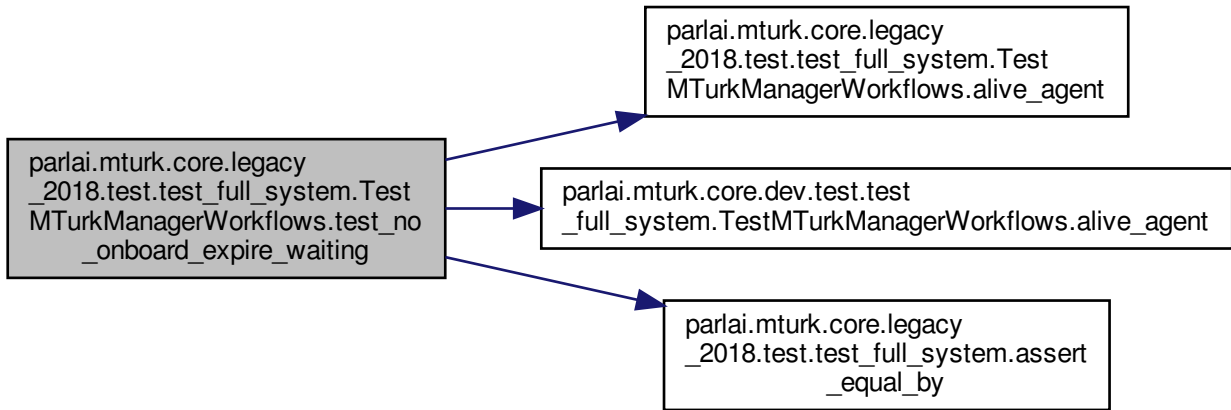 parlai.mturk.core.legacy
_2018.test.test_full_system.Test
MTurkManagerWorkflows.test_no
_onboard_expire_waiting
parlai.mturk.core.legacy
_2018.test.test_full_system.Test
MTurkManagerWorkflows.alive_agent
parlai.mturk.core.dev.test.test
_full_system.TestMTurkManagerWorkflows.alive_agent
parlai.mturk.core.legacy
_2018.test.test_full_system.assert
_equal_by